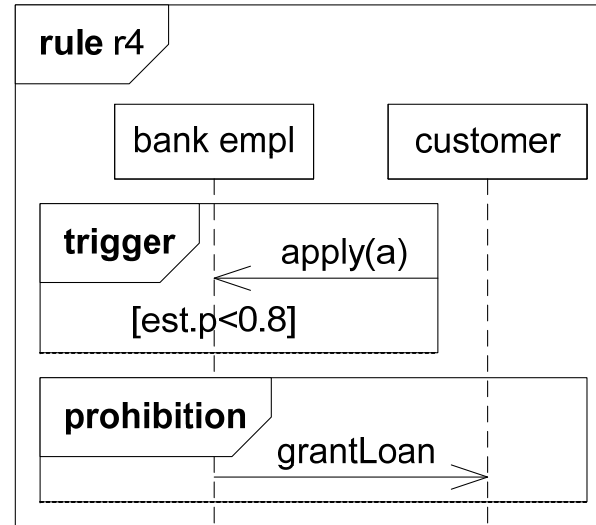 rule r4
bank empl
customer
trigger
apply(a)
[est.p<0.8]
prohibition
grantLoan